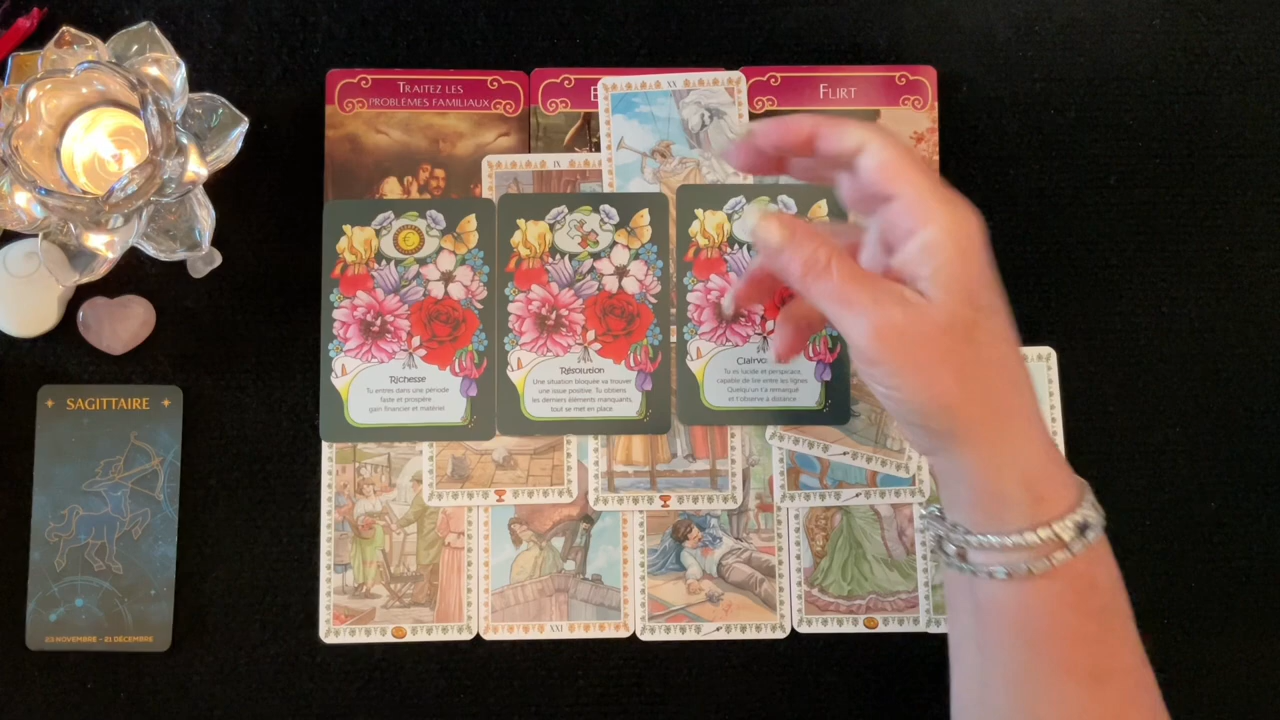 TRAITEZ LES
PROBLÈMES FAMILIAUX
FLIRT
XX
IX
Richesse
Tu entres dans une période
faste et prospère
gain financier et matériel
Résolution
Une situation bloquée va trouver
une issue positive. Tu obtiens
les derniers éléments manquants,
tout se met en place.
Tu es lucide et perspicace,
capable de lire entre les lignes
Quelqu'un t'a remarqué
et t'observe à distance
SAGITTAIRE
23 NOVEMBRE - 21 DÉCEMBRE
XXI